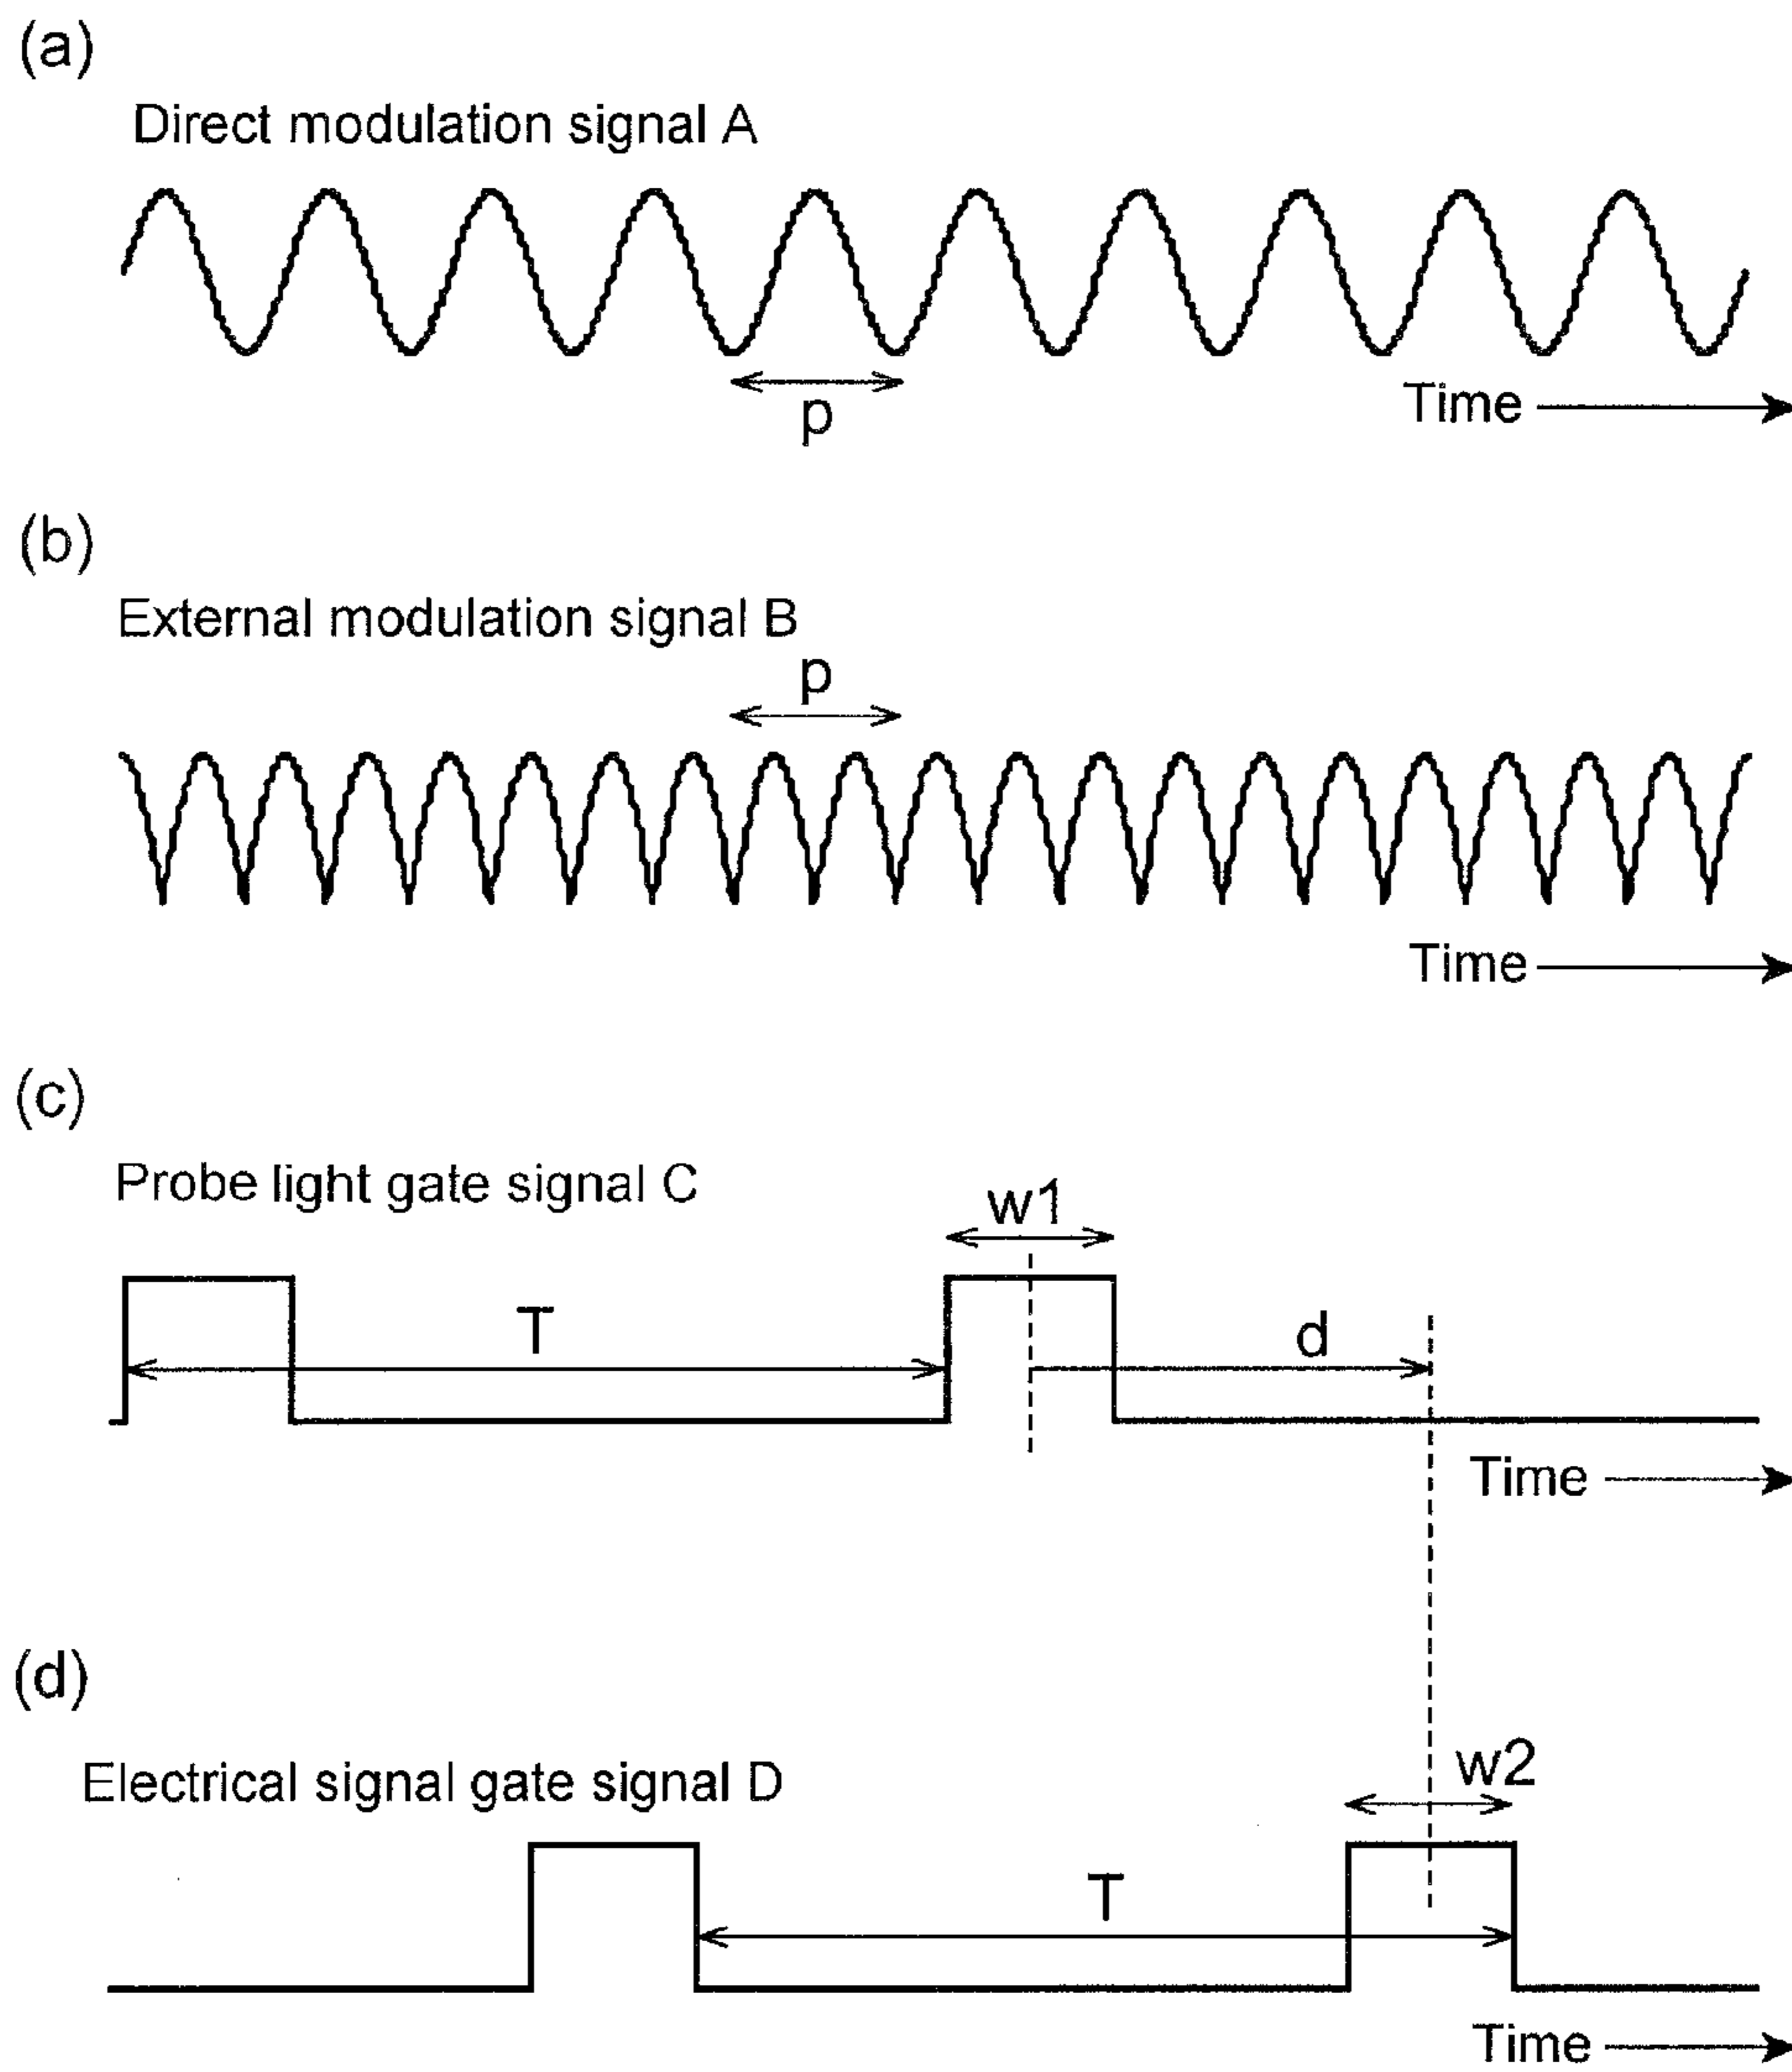 (a)
Direct modulation signal A
p
Time
(b)
External modulation signal B
p
Time
(c)
Probe light gate signal C
w1
T
d
Time
(d)
Electrical signal gate signal D
w2
T
Time